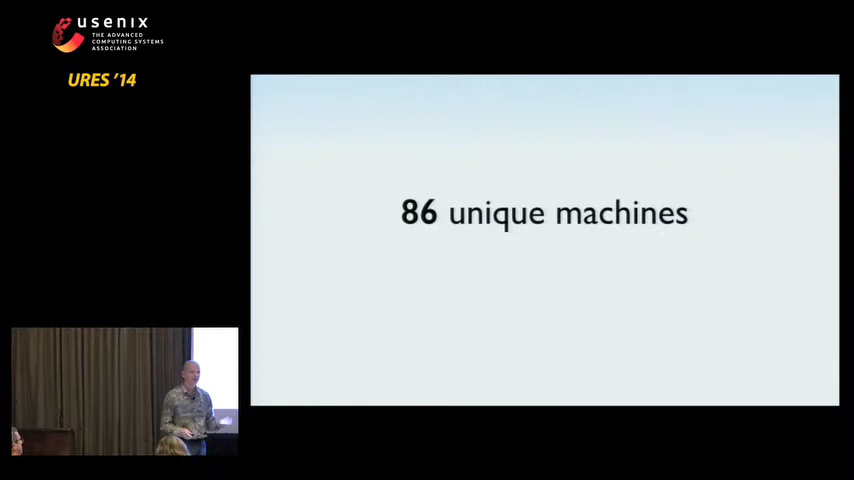 usenix
THE ADVANCED
COMPUTING SYSTEMS
ASSOCIATION
URES '14
86 unique machines